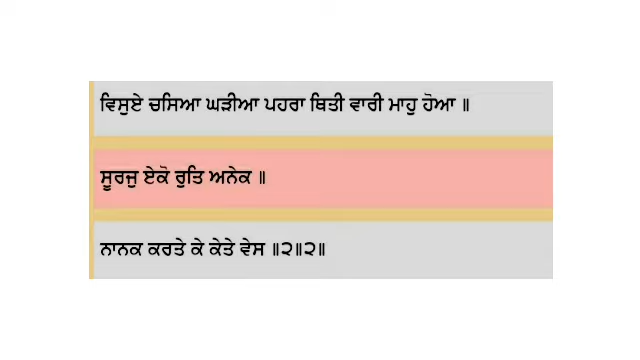 ਵਿਸੁਏ ਚਸਿਆ ਘੜੀਆ ਪਹਰਾ ਥਿਤੀ ਵਾਰੀ ਮਾਹੁ ਹੋਆ ॥
ਸੂਰਜੁ ਏਕੋ ਰੁਤਿ ਅਨੇਕ ॥
ਨਾਨਕ ਕਰਤੇ ਕੇ ਕੇਤੇ ਵੇਸ ॥੨॥੨॥